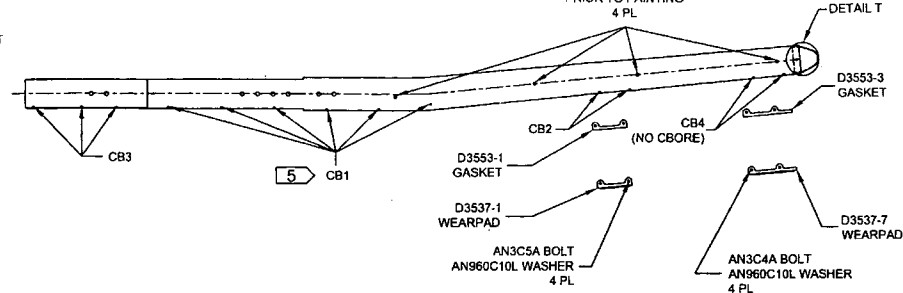 4 PL
DETAIL T
D3553-3
GASKET
CB2
CB4
(NO CBORE)
CB3
5
CB1
D3553-1
GASKET
D3537-1
WEARPAD
D3537-7
WEARPAD
AN3C5A BOLT
AN960C10L WASHER
4 PL
AN3C4A BOLT
AN960C10L WASHER
4 PL